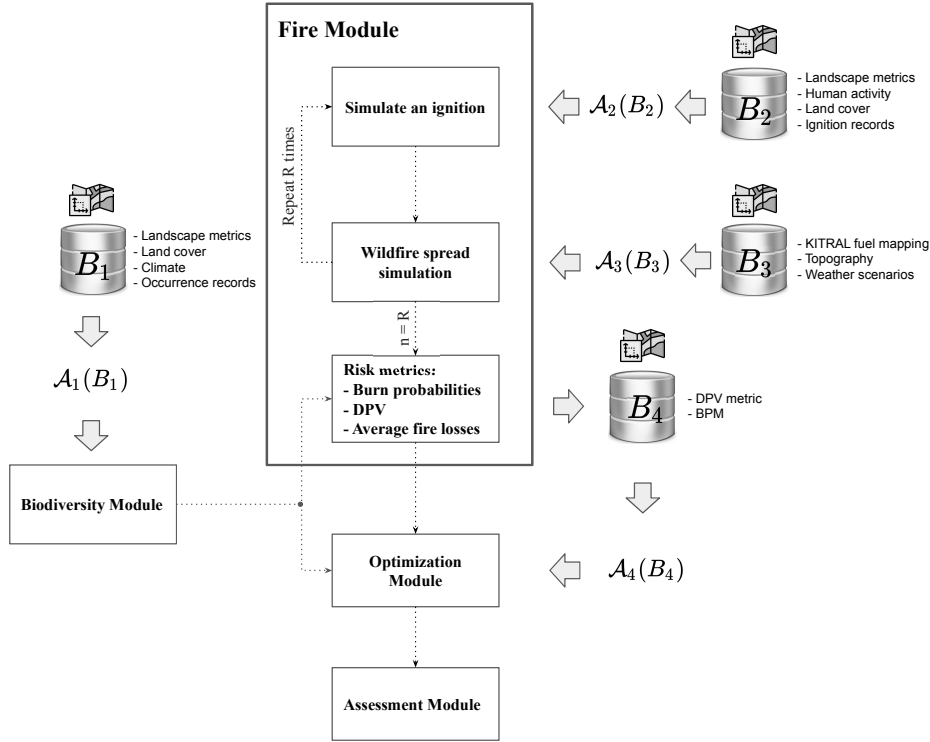 Fire Module
Simulate an ignition
Repeat R times
Wildfire spread
simulation
n = R
Risk metrics:
- Burn probabilities
- DPV
- Average fire losses
B₂
- Landscape metrics
- Human activity
- Land cover
- Ignition records
𝒜₂(B₂)
B₃
- KITRAL fuel mapping
- Topography
- Weather scenarios
𝒜₃(B₃)
B₁
- Landscape metrics
- Land cover
- Climate
- Occurrence records
𝒜₁(B₁)
Biodiversity Module
B₄
- DPV metric
- BPM
𝒜₄(B₄)
Optimization
Module
Assessment Module